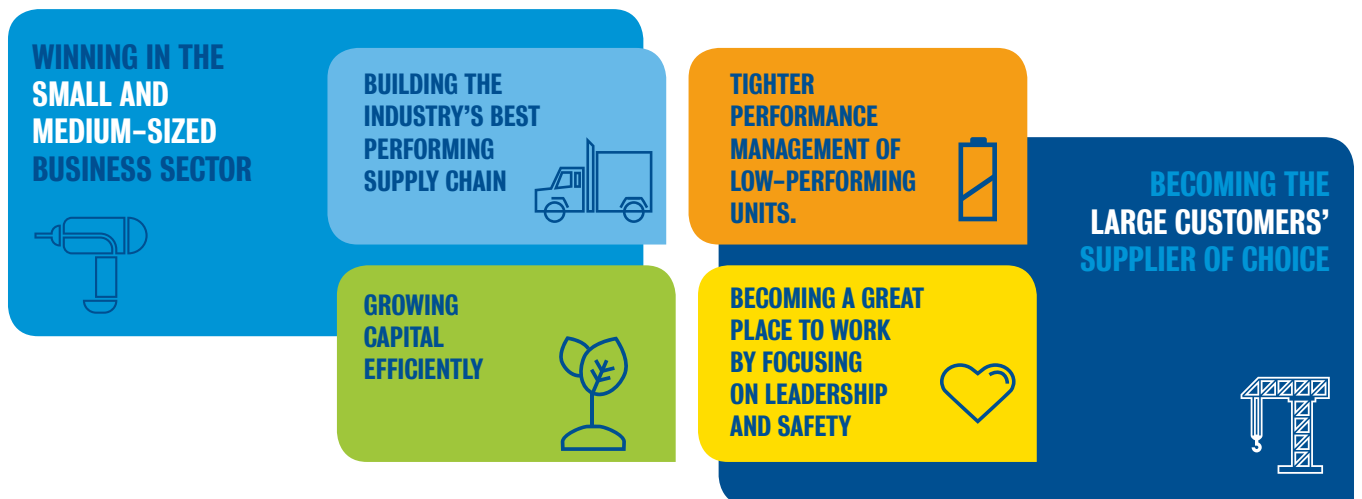 WINNING IN THE
SMALL AND
MEDIUM-SIZED
BUSINESS SECTOR
BUILDING THE
INDUSTRY'S BEST
PERFORMING
SUPPLY CHAIN
TIGHTER
PERFORMANCE
MANAGEMENT OF
LOW-PERFORMING
UNITS.
BECOMING THE
LARGE CUSTOMERS'
SUPPLIER OF CHOICE
GROWING
CAPITAL
EFFICIENTLY
BECOMING A GREAT
PLACE TO WORK
BY FOCUSING
ON LEADERSHIP
AND SAFETY